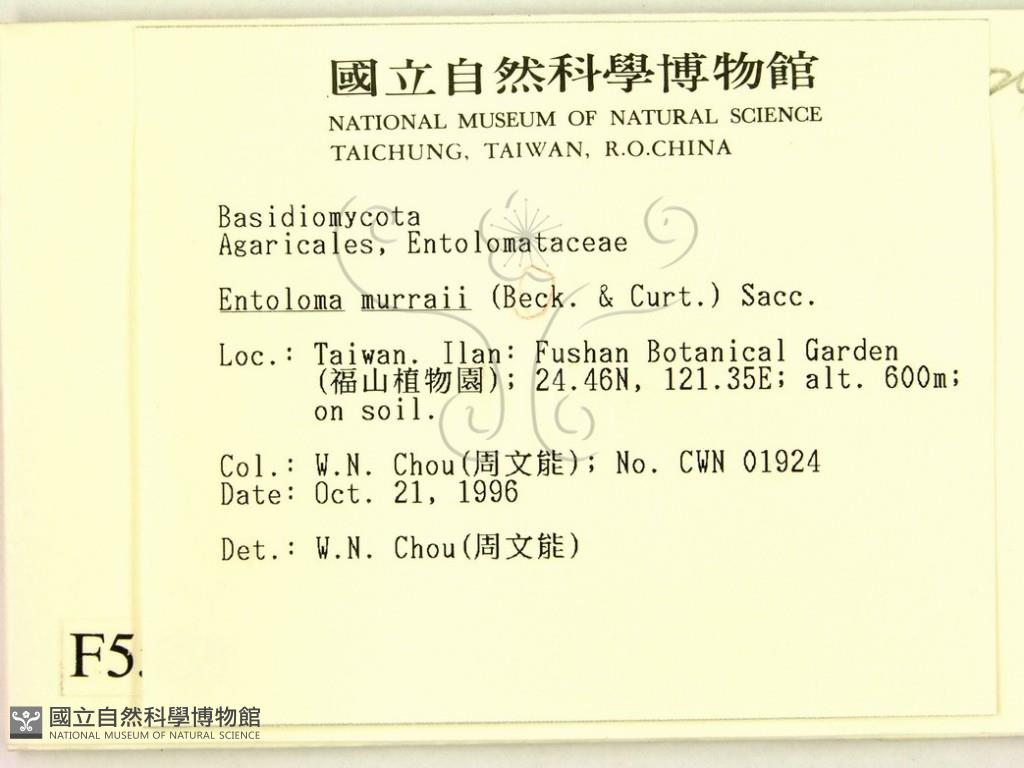 國立自然科學博物館
NATIONAL MUSEUM OF NATURAL SCIENCE
TAICHUNG, TAIWAN, R.O.CHINA
Basidiomycota
Agaricales, Entolomataceae
Entoloma murraii (Beck. & Curt.) Sacc.
Loc.: Taiwan. Ilan: Fushan Botanical Garden
(福山植物園); 24.46N, 121.35E; alt. 600m;
on soil.
Col.: W.N. Chou(周文能); No. CWN 01924
Date: Oct. 21, 1996
Det.: W.N. Chou(周文能)
F5
國立自然科學博物館
NATIONAL MUSEUM OF NATURAL SCIENCE